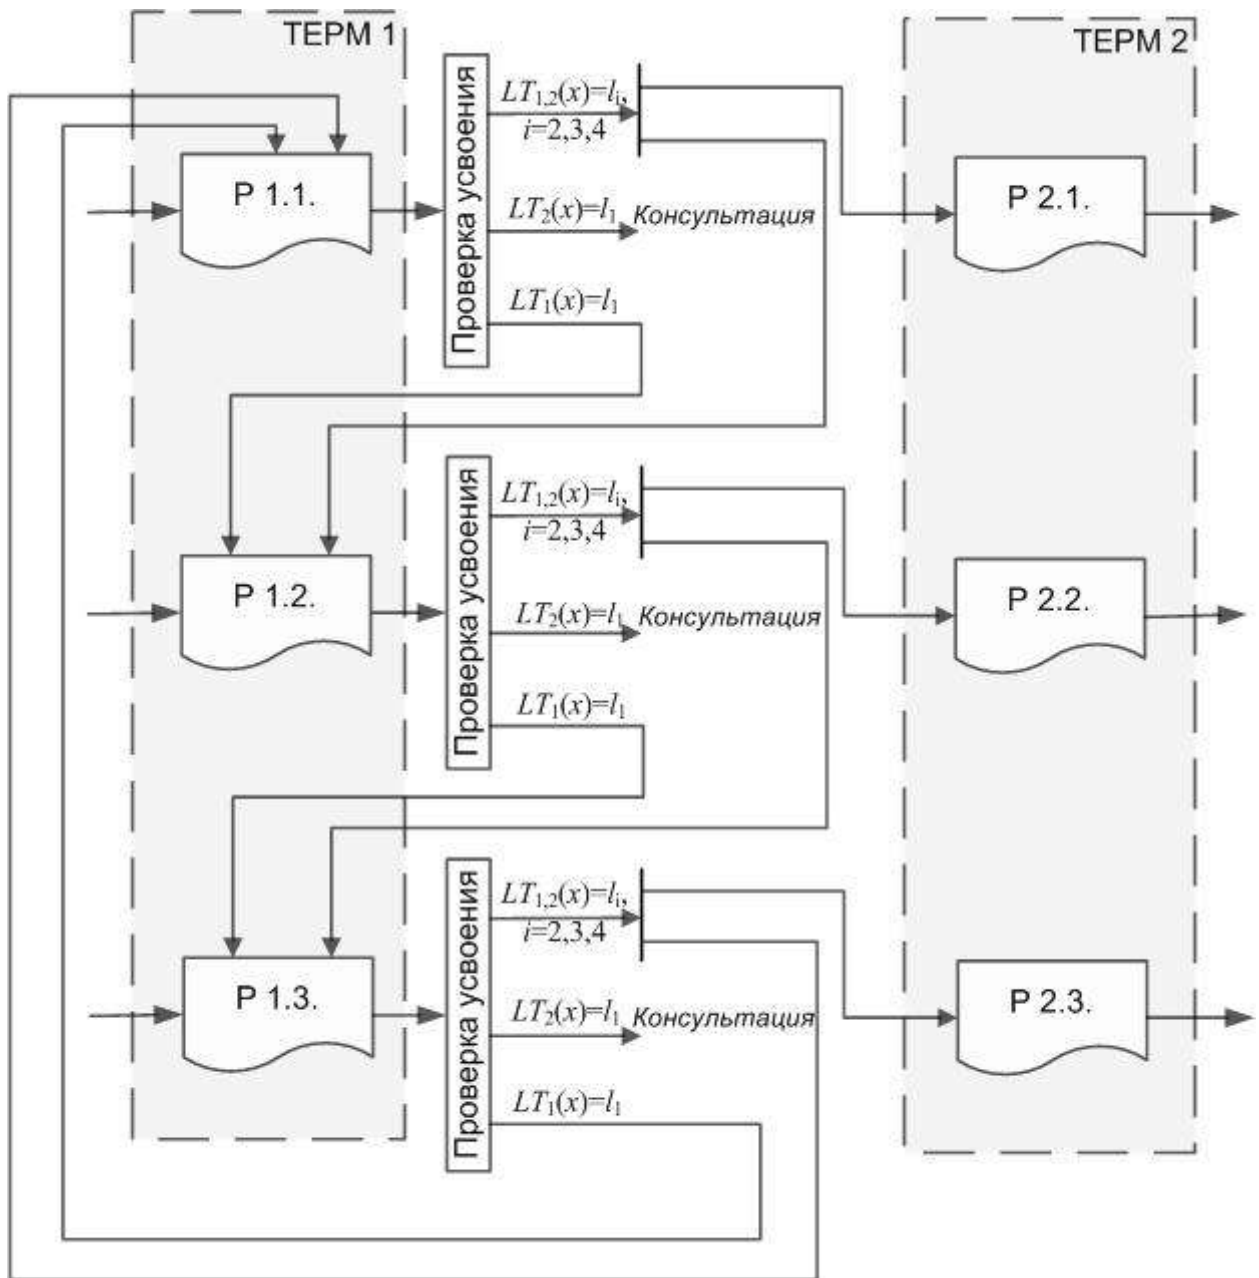 ТЕРМ 1
ТЕРМ 2
Р 1.1.
Проверка усвоения
LT₁,₂(x)=lᵢ,
i=2,3,4
LT₂(x)=l₁
Консультация
LT₁(x)=l₁
Р 2.1.
Р 1.2.
Проверка усвоения
LT₁,₂(x)=lᵢ,
i=2,3,4
LT₂(x)=l₁
Консультация
LT₁(x)=l₁
Р 2.2.
Р 1.3.
Проверка усвоения
LT₁,₂(x)=lᵢ,
i=2,3,4
LT₂(x)=l₁
Консультация
LT₁(x)=l₁
Р 2.3.